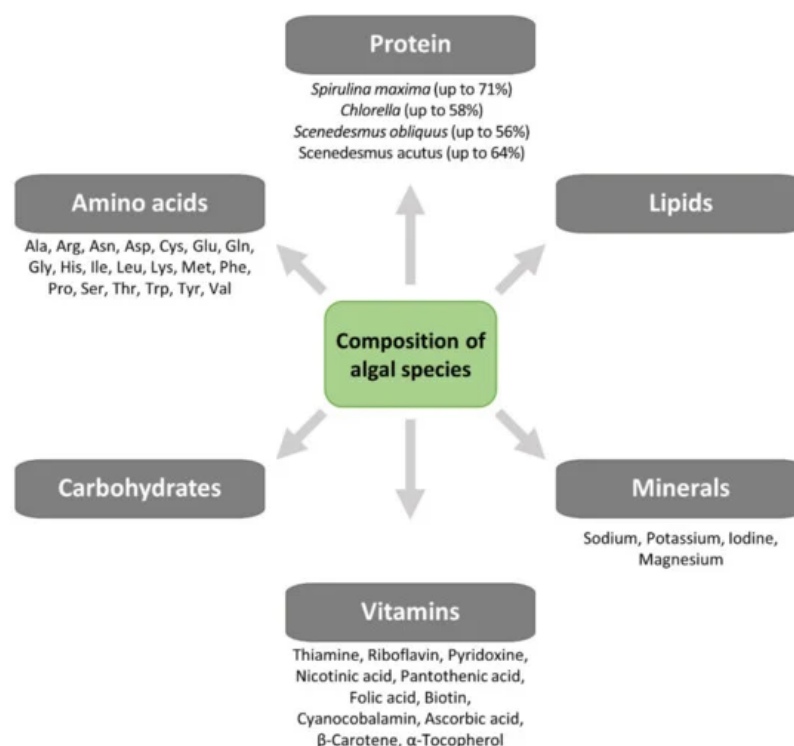 Protein
Spirulina maxima (up to 71%)
Chlorella (up to 58%)
Scenedesmus obliquus (up to 56%)
Scenedesmus acutus (up to 64%)
Amino acids
Ala, Arg, Asn, Asp, Cys, Glu, Gln,
Gly, His, Ile, Leu, Lys, Met, Phe,
Pro, Ser, Thr, Trp, Tyr, Val
Lipids
Composition of
algal species
Carbohydrates
Minerals
Sodium, Potassium, Iodine,
Magnesium
Vitamins
Thiamine, Riboflavin, Pyridoxine,
Nicotinic acid, Pantothenic acid,
Folic acid, Biotin,
Cyanocobalamin, Ascorbic acid,
β-Carotene, α-Tocopherol